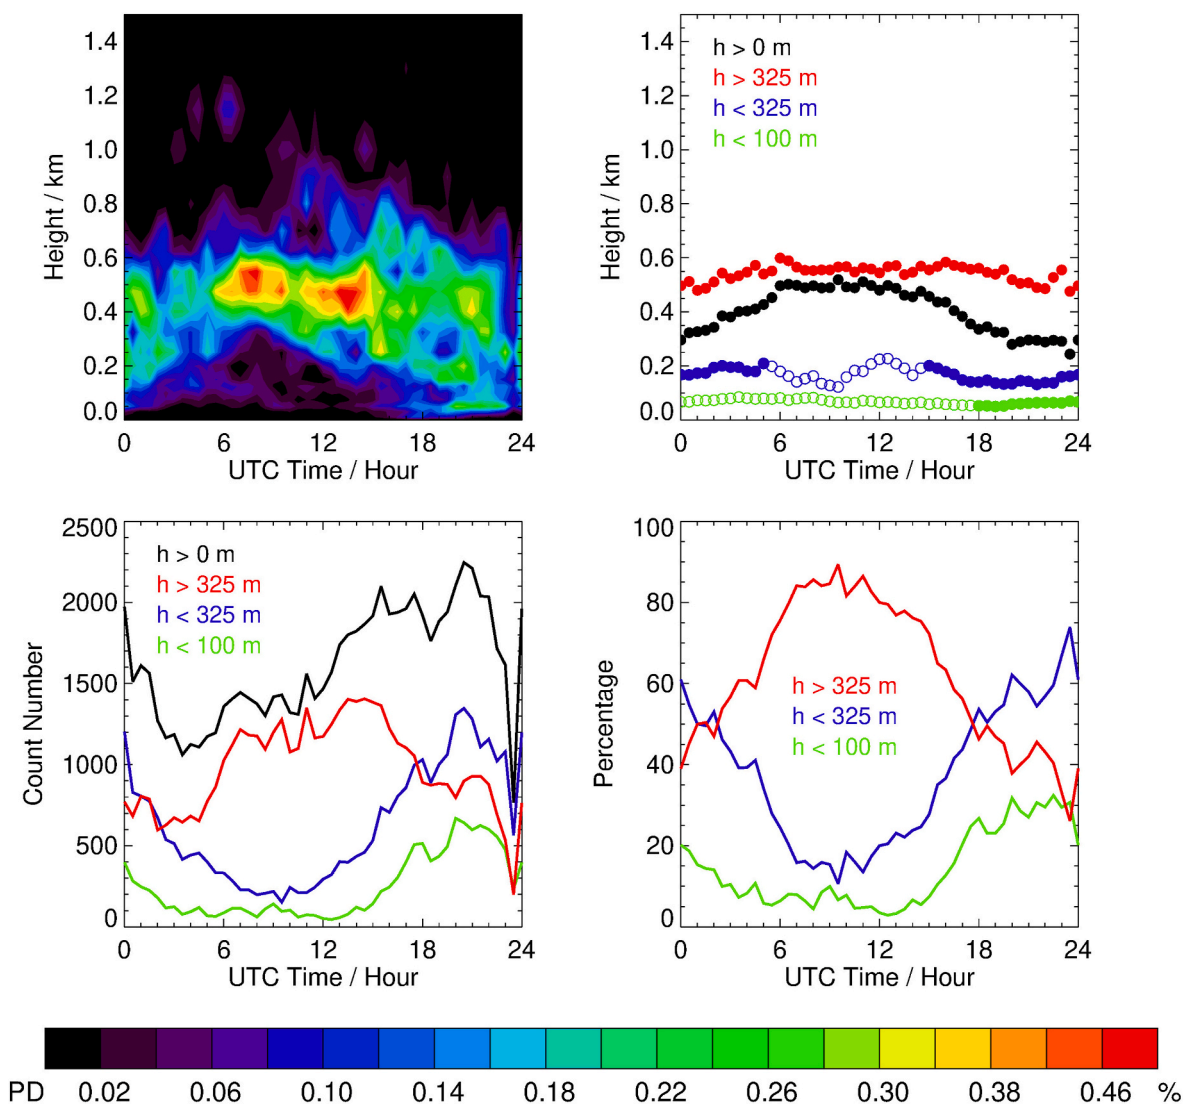 1.4
1.2
1.0
0.8
0.6
0.4
0.2
0.0
Height / km
0 6 12 18 24
UTC Time / Hour
h > 0 m
h > 325 m
h < 325 m
h < 100 m
1.4
1.2
1.0
0.8
0.6
0.4
0.2
0.0
Height / km
0 6 12 18 24
UTC Time / Hour
2500
2000
1500
1000
500
0
Count Number
h > 0 m
h > 325 m
h < 325 m
h < 100 m
0 6 12 18 24
UTC Time / Hour
100
80
60
40
20
0
Percentage
h > 325 m
h < 325 m
h < 100 m
0 6 12 18 24
UTC Time / Hour
PD 0.02 0.06 0.10 0.14 0.18 0.22 0.26 0.30 0.38 0.46 %